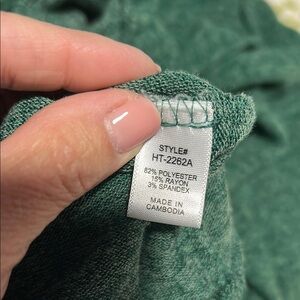 STYLE#
HT-2262A
82% POLYESTER
15% RAYON
3% SPANDEX
MADE IN
CAMBODIA